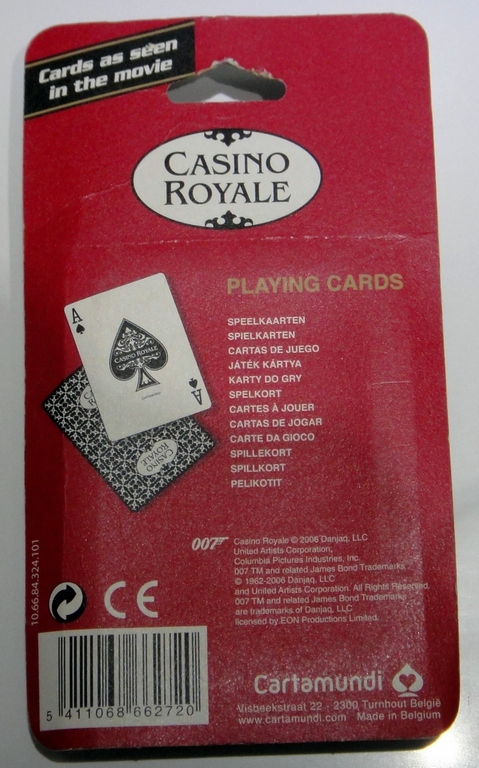 Cards as seen
in the movie
CASINO
ROYALE
PLAYING CARDS
A
CASINO ROYALE
A
CASINO
ROYALE
SPEELKAARTEN
SPIELKARTEN
CARTAS DE JUEGO
JÁTÉK KÁRTYA
KARTY DO GRY
SPELKORT
CARTES À JOUER
CARTAS DE JOGAR
CARTE DA GIOCO
SPILLEKORT
SPILLKORT
PELIKOTIT
007 Casino Royale © 2006 Danjaq, LLC
United Artists Corporation,
Columbia Pictures Industries, Inc.
007 TM and related James Bond Trademarks
© 1962-2006 Danjaq, LLC
and United Artists Corporation. All Rights Reserved.
007 TM and related James Bond Trademarks
are trademarks of Danjaq, LLC
licensed by EON Productions Limited.
10.66.84.324.101
CE
5 411068 662720
Cartamundi
Visbeekstraat 22 - 2300 Turnhout België
www.cartamundi.com Made in Belgium